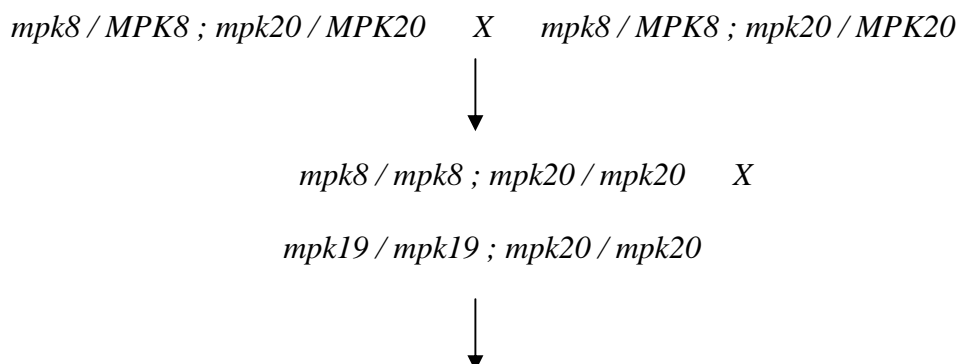 mpk8 / MPK8 ; mpk20 / MPK20 X mpk8 / MPK8 ; mpk20 / MPK20
mpk8 / mpk8 ; mpk20 / mpk20 X
mpk19 / mpk19 ; mpk20 / mpk20